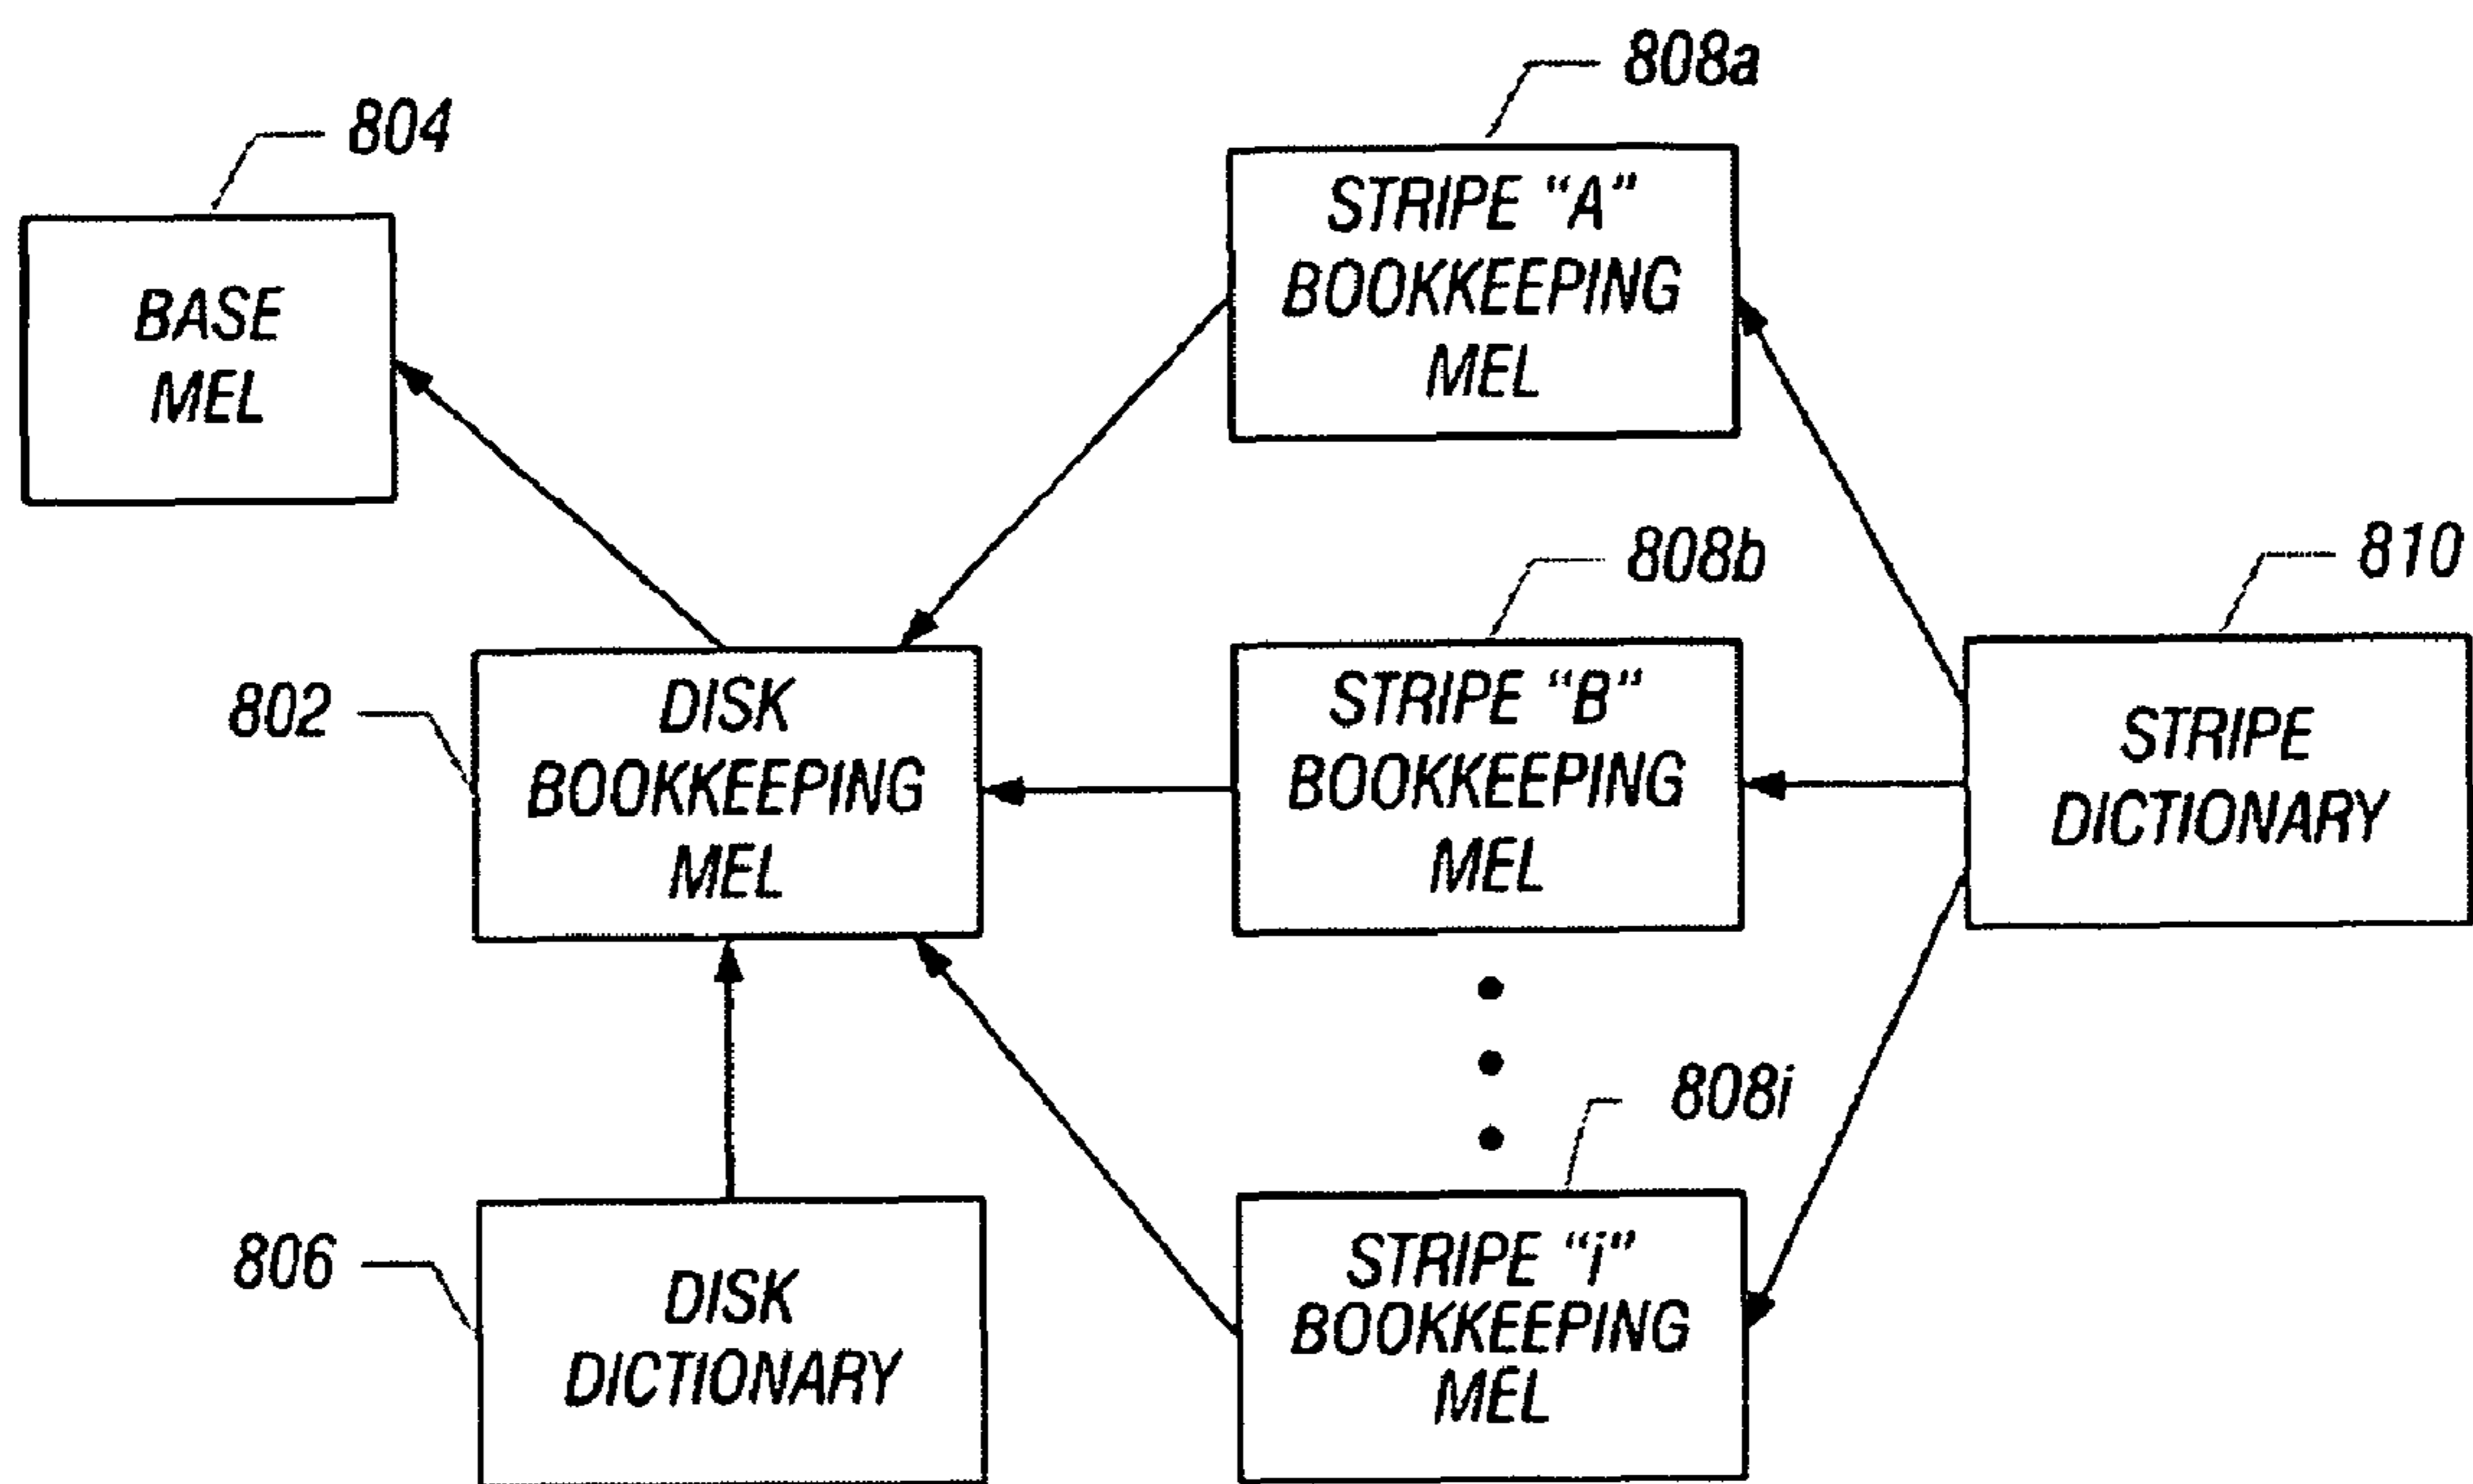 808a
804
STRIPE “A”
BOOKKEEPING
MEL
BASE
MEL
808b
810
802
DISK
BOOKKEEPING
MEL
STRIPE “B”
BOOKKEEPING
MEL
STRIPE
DICTIONARY
808i
806
DISK
DICTIONARY
STRIPE “i”
BOOKKEEPING
MEL